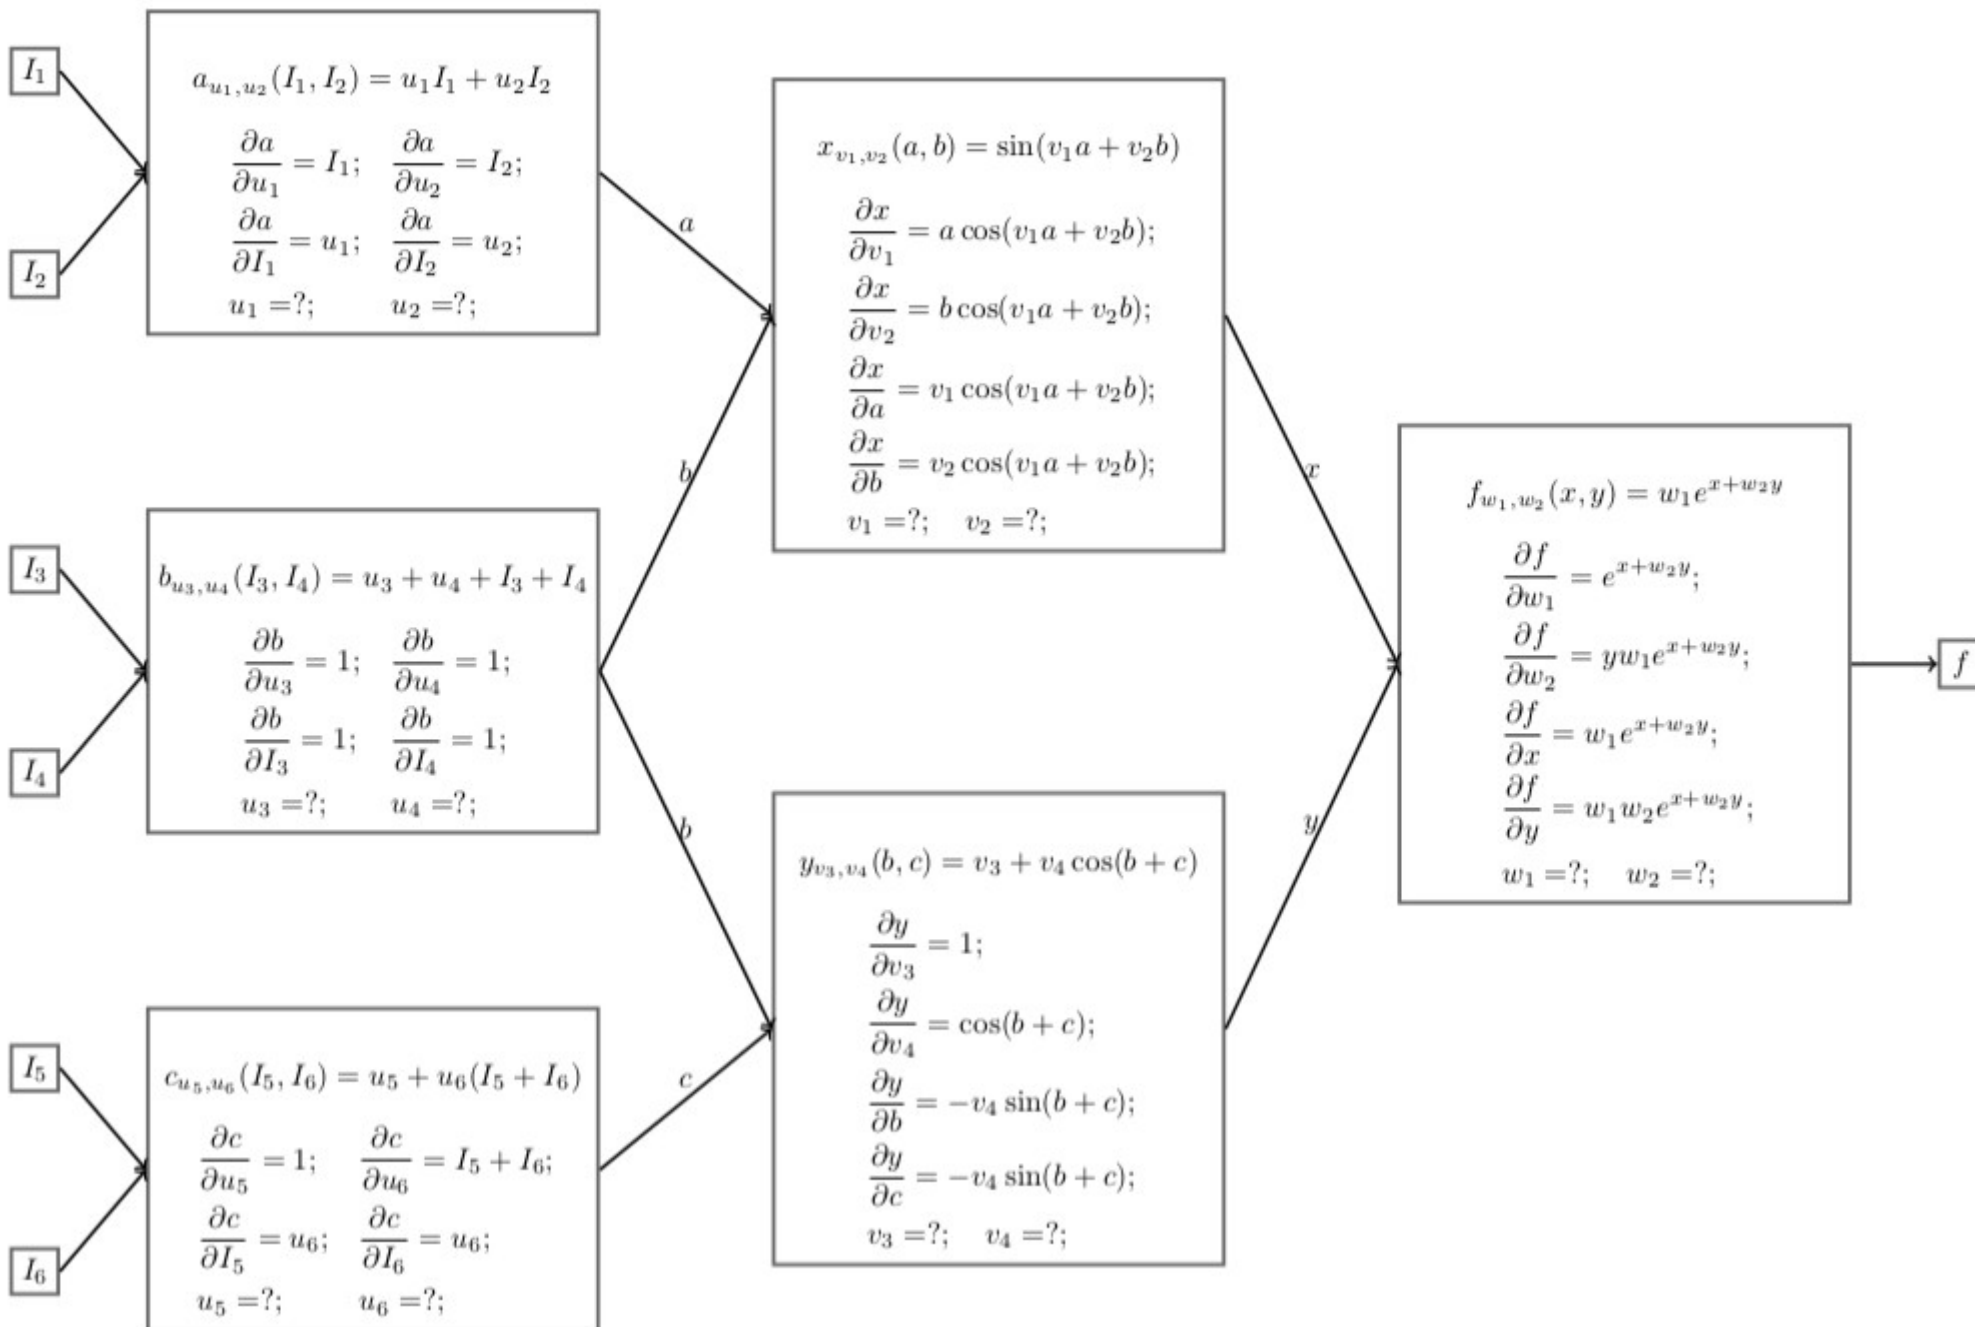 I₁
I₂
a_{u₁,u₂}(I₁, I₂) = u₁I₁ + u₂I₂
∂a/∂u₁ = I₁; ∂a/∂u₂ = I₂;
∂a/∂I₁ = u₁; ∂a/∂I₂ = u₂;
u₁ =?; u₂ =?;
I₃
I₄
b_{u₃,u₄}(I₃, I₄) = u₃ + u₄ + I₃ + I₄
∂b/∂u₃ = 1; ∂b/∂u₄ = 1;
∂b/∂I₃ = 1; ∂b/∂I₄ = 1;
u₃ =?; u₄ =?;
I₅
I₆
c_{u₅,u₆}(I₅, I₆) = u₅ + u₆(I₅ + I₆)
∂c/∂u₅ = 1; ∂c/∂u₆ = I₅ + I₆;
∂c/∂I₅ = u₆; ∂c/∂I₆ = u₆;
u₅ =?; u₆ =?;
a
b
b
c
x_{v₁,v₂}(a, b) = sin(v₁a + v₂b)
∂x/∂v₁ = a cos(v₁a + v₂b);
∂x/∂v₂ = b cos(v₁a + v₂b);
∂x/∂a = v₁ cos(v₁a + v₂b);
∂x/∂b = v₂ cos(v₁a + v₂b);
v₁ =?; v₂ =?;
y_{v₃,v₄}(b, c) = v₃ + v₄ cos(b + c)
∂y/∂v₃ = 1;
∂y/∂v₄ = cos(b + c);
∂y/∂b = −v₄ sin(b + c);
∂y/∂c = −v₄ sin(b + c);
v₃ =?; v₄ =?;
x
y
f_{w₁,w₂}(x, y) = w₁e^{x+w₂y}
∂f/∂w₁ = e^{x+w₂y};
∂f/∂w₂ = yw₁e^{x+w₂y};
∂f/∂x = w₁e^{x+w₂y};
∂f/∂y = w₁w₂e^{x+w₂y};
w₁ =?; w₂ =?;
f